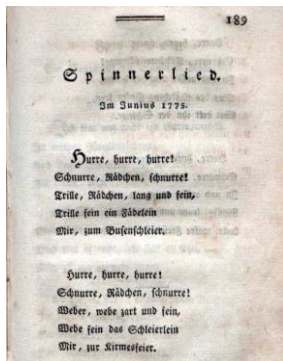 189
Spinnerlied.
Im Junius 1775.
Hurre, hurre, hurre!
Schnurre, Rädchen, schnurre!
Trille, Rädchen, lang und fein,
Trille fein ein Fädelein
Mir, zum Busenschleier.
Hurre, hurre, hurre!
Schnurre, Rädchen, schnurre!
Weber, webe zart und fein,
Webe fein das Schleierlein
Mir, zur Kirmesfeier.